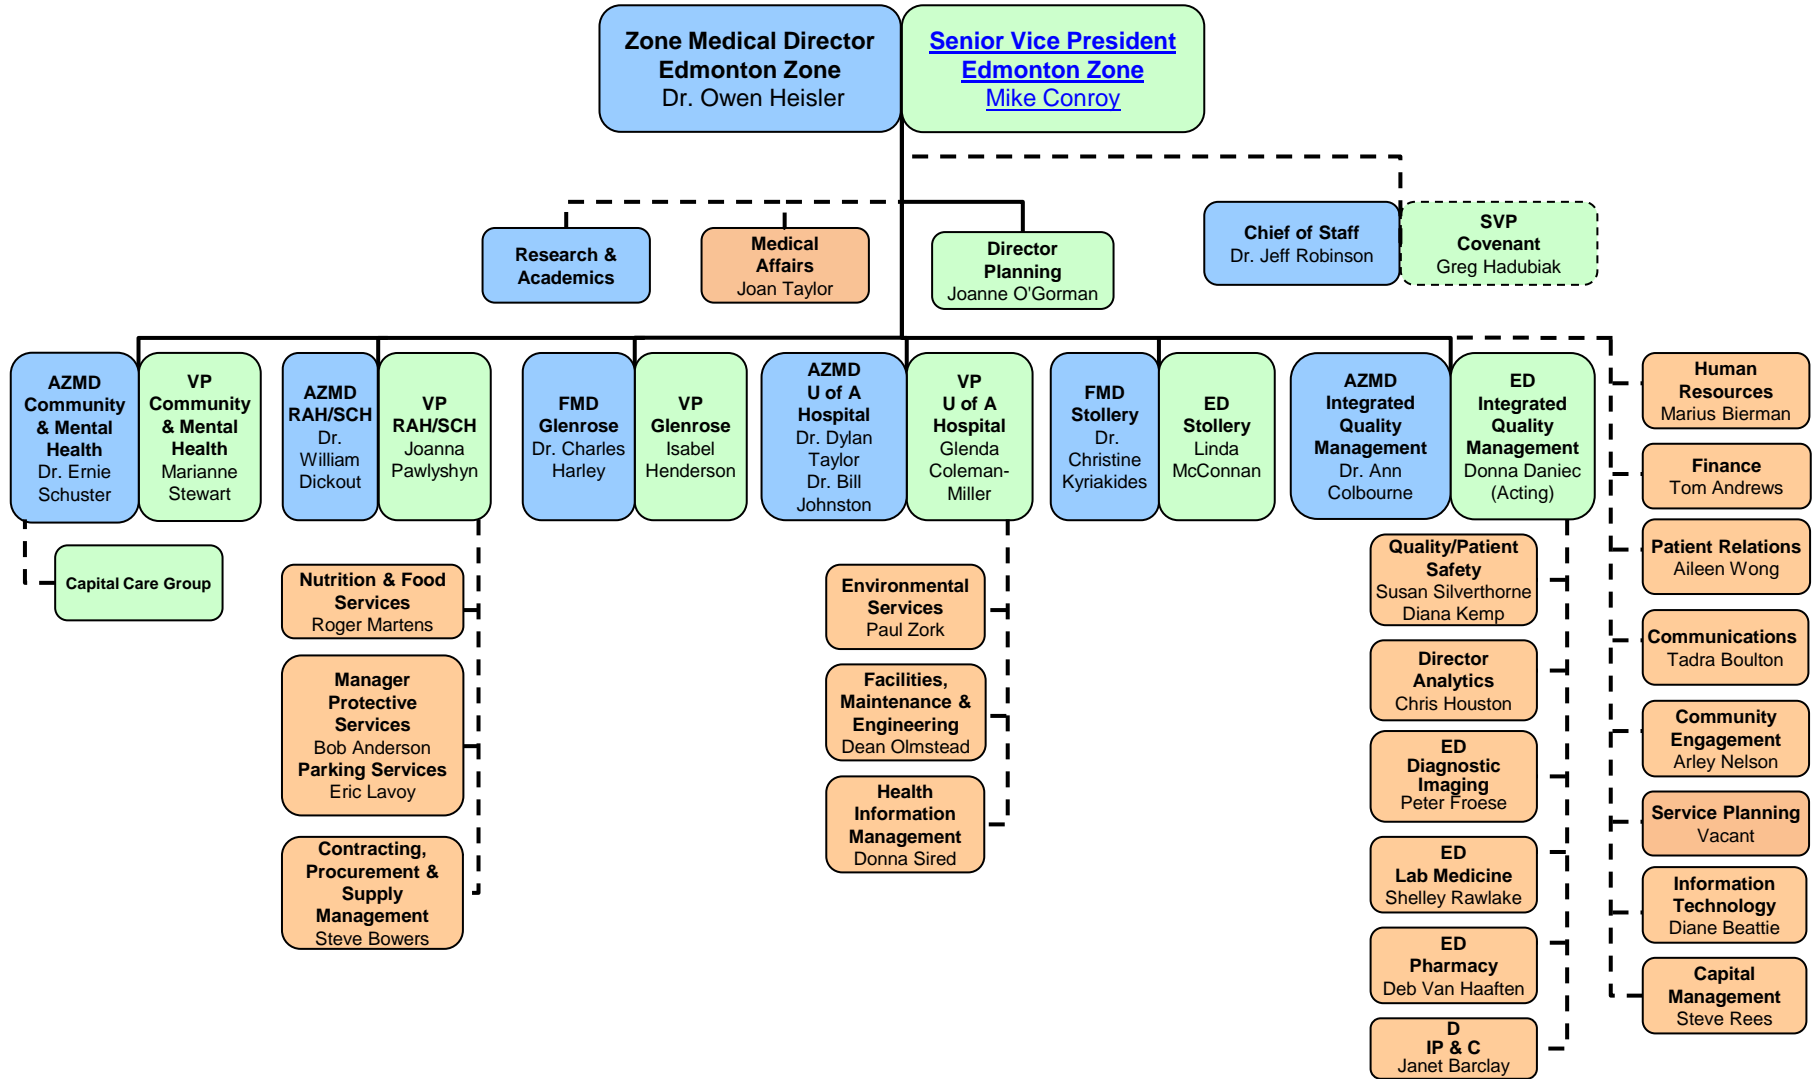 Zone Medical Director
Edmonton Zone
Dr. Owen Heisler
Senior Vice President
Edmonton Zone
Mike Conroy
Research &
Academics
Medical
Affairs
Joan Taylor
Director
Planning
Joanne O'Gorman
Chief of Staff
Dr. Jeff Robinson
SVP
Covenant
Greg Hadubiak
AZMD
Community
& Mental
Health
Dr. Ernie
Schuster
VP
Community
& Mental
Health
Marianne
Stewart
AZMD
RAH/SCH
Dr.
William
Dickout
VP
RAH/SCH
Joanna
Pawlyshyn
FMD
Glenrose
Dr. Charles
Harley
VP
Glenrose
Isabel
Henderson
AZMD
U of A
Hospital
Dr. Dylan
Taylor
Dr. Bill
Johnston
VP
U of A
Hospital
Glenda
Coleman-
Miller
FMD
Stollery
Dr.
Christine
Kyriakides
ED
Stollery
Linda
McConnan
AZMD
Integrated
Quality
Management
Dr. Ann
Colbourne
ED
Integrated
Quality
Management
Donna Daniec
(Acting)
Capital Care Group
Nutrition & Food
Services
Roger Martens
Manager
Protective
Services
Bob Anderson
Parking Services
Eric Lavoy
Contracting,
Procurement &
Supply
Management
Steve Bowers
Environmental
Services
Paul Zork
Facilities,
Maintenance &
Engineering
Dean Olmstead
Health
Information
Management
Donna Sired
Quality/Patient
Safety
Susan Silverthorne
Diana Kemp
Director
Analytics
Chris Houston
ED
Diagnostic
Imaging
Peter Froese
ED
Lab Medicine
Shelley Rawlake
ED
Pharmacy
Deb Van Haaften
D
IP & C
Janet Barclay
Human
Resources
Marius Bierman
Finance
Tom Andrews
Patient Relations
Aileen Wong
Communications
Tadra Boulton
Community
Engagement
Arley Nelson
Service Planning
Vacant
Information
Technology
Diane Beattie
Capital
Management
Steve Rees